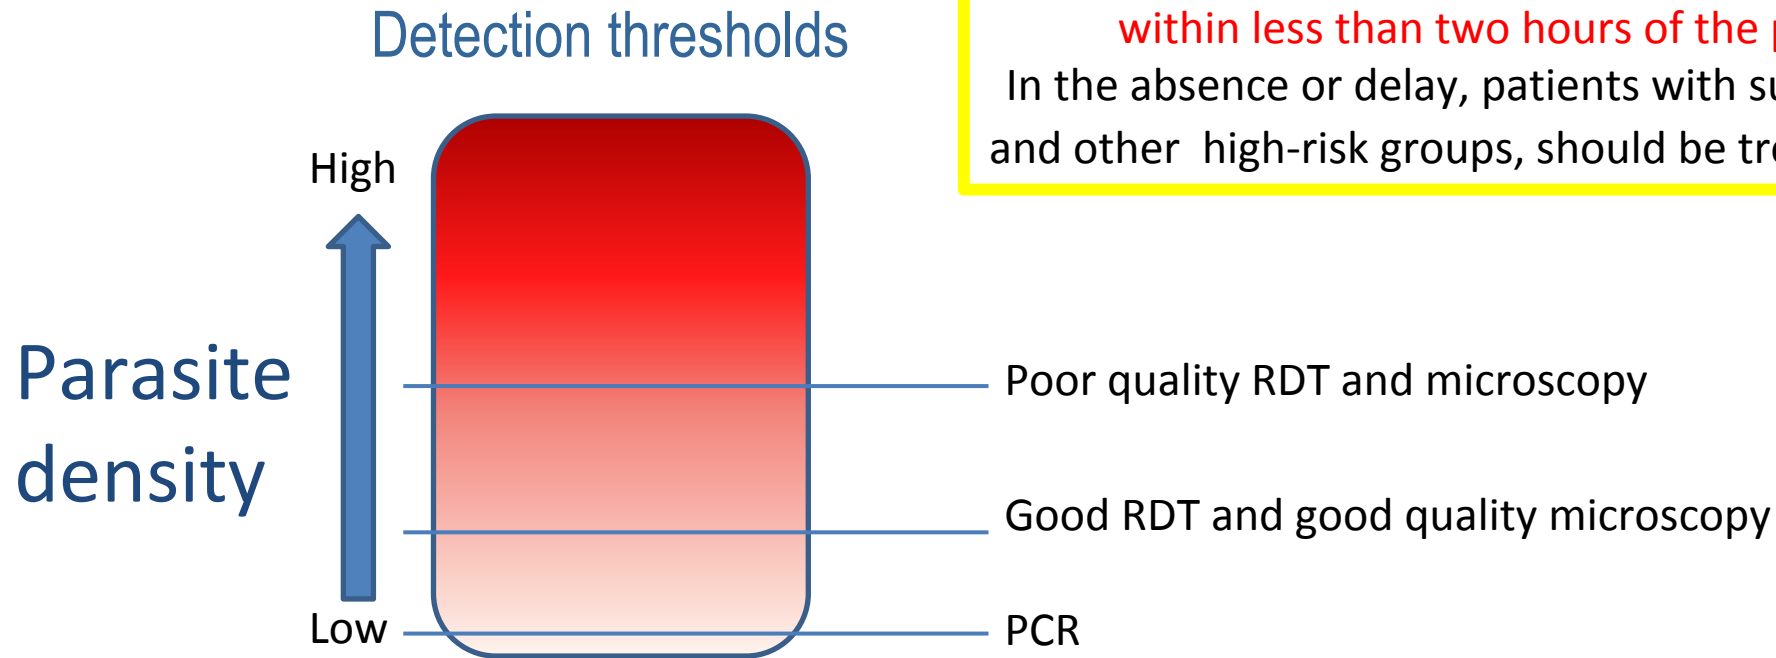 Detection thresholds
within less than two hours of the
In the absence or delay, patients with
and other high-risk groups, should be
High
Parasite
density
Low
Poor quality RDT and microscopy
Good RDT and good quality microscopy
PCR